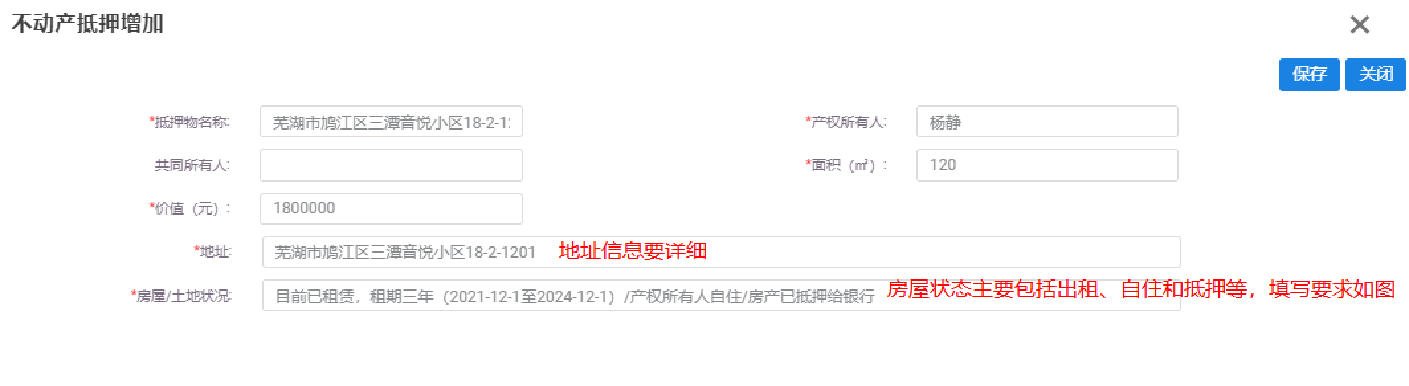 不动产抵押增加
保存 关闭
*抵押物名称: 芜湖市鸠江区三潭音悦小区18-2-1: *产权所有人: 杨静
共同所有人: *面积（㎡）: 120
*价值（元）: 1800000
*地址: 芜湖市鸠江区三潭音悦小区18-2-1201 地址信息要详细
*房屋/土地状况: 目前已租赁，租期三年（2021-12-1至2024-12-1）/产权所有人自住/房产已抵押给银行 房屋状态主要包括出租、自住和抵押等，填写要求如图